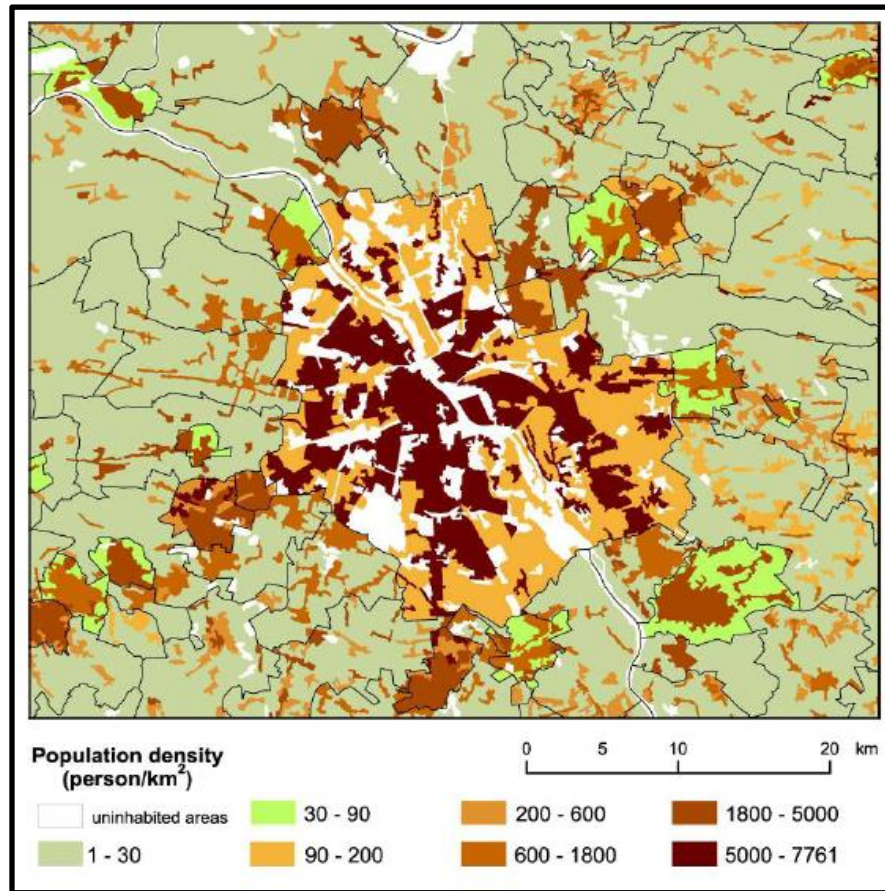 Population density
(person/km²)
0 5 10 20 km
uninhabited areas
30 - 90
200 - 600
1800 - 5000
1 - 30
90 - 200
600 - 1800
5000 - 7761